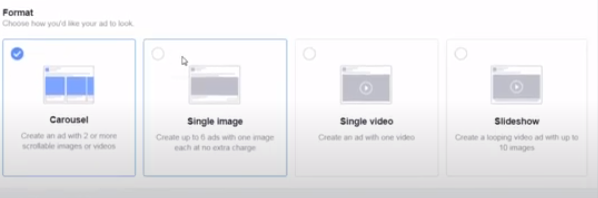 Format
Choose how you'd like your ad to look.
Carousel
Create an ad with 2 or more
scrollable images or videos
Single image
Create up to 6 ads with one image
each at no extra charge
Single video
Create an ad with one video
Slideshow
Create a looping video ad with up to
10 images